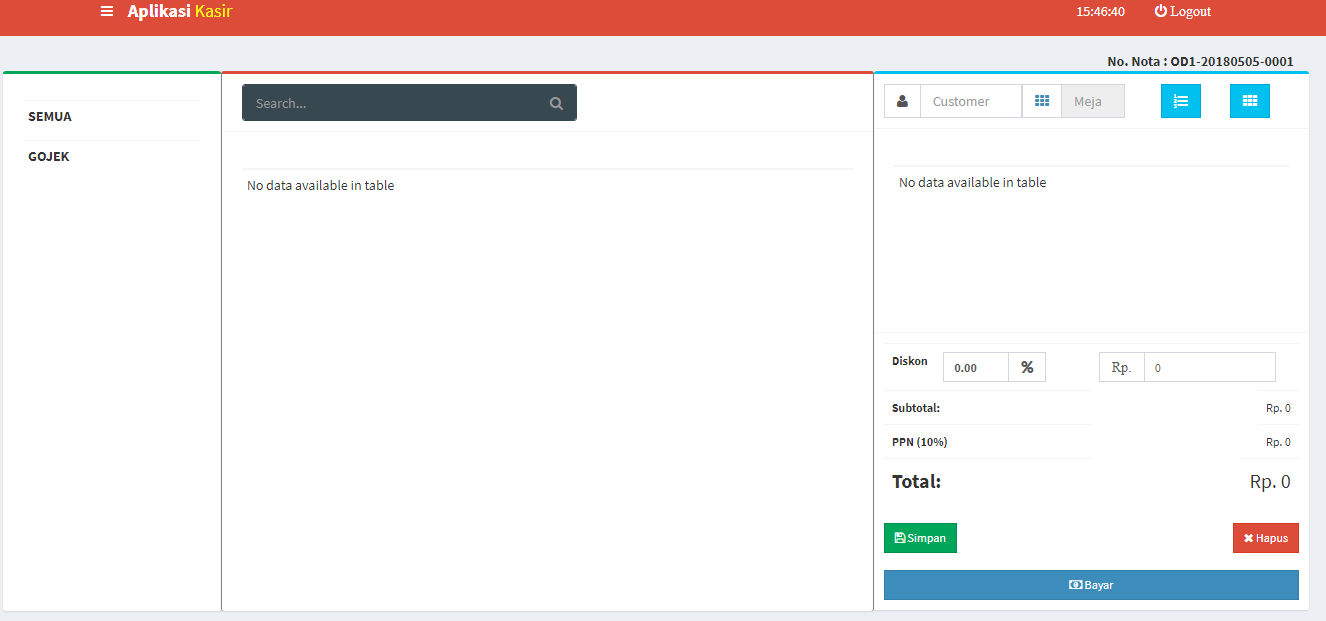 Aplikasi Kasir
15:46:40
Logout
No. Nota : OD1-20180505-0001
SEMUA
GOJEK
Search...
No data available in table
Customer
Meja
No data available in table
Diskon
0.00
%
Rp.
0
Subtotal:
Rp. 0
PPN (10%)
Rp. 0
Total:
Rp. 0
Simpan
Hapus
Bayar